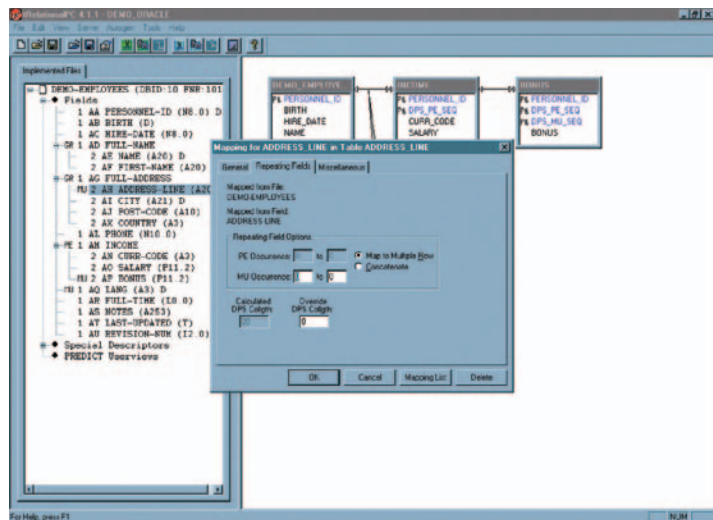 tRelationalPC 4.1.1 - DEMO_ORACLE
File Edit View Server Autogen Tools Help
Implemented Files
DEMO-EMPLOYEES (DBID:10 FNR:101
Fields
1 AA PERSONNEL-ID (N8.0) D
1 AB BIRTH (D)
1 AC HIRE-DATE (N8.0)
GR 1 AD FULL-NAME
2 AE NAME (A20) D
2 AF FIRST-NAME (A20)
GR 1 AG FULL-ADDRESS
MU 2 AH ADDRESS-LINE (A20
2 AI CITY (A21) D
2 AJ POST-CODE (A10)
2 AK COUNTRY (A3)
1 AL PHONE (N10.0)
PE 1 AM INCOME
2 AN CURR-CODE (A3)
2 AO SALARY (P11.2)
MU 2 AP BONUS (P11.2)
MU 1 AQ LANG (A3) D
1 AR FULL-TIME (L8.0)
1 AS NOTES (A253)
1 AT LAST-UPDATED (T)
1 AU REVISION-NUM (I2.0)
Special Descriptors
PREDICT Userviews
DEMO_EMPLOYE
PK PERSONNEL_ID
BIRTH
HIRE_DATE
NAME
INCOME
PK PERSONNEL_ID
PK DPS_PE_SEQ
CURR_CODE
SALARY
BONUS
PK PERSONNEL_ID
PK DPS_PE_SEQ
PK DPS_MU_SEQ
BONUS
Mapping for ADDRESS_LINE in Table ADDRESS_LINE
General Repeating Fields Miscellaneous
Mapped from File:
DEMO-EMPLOYEES
Mapped from Field:
ADDRESS-LINE
Repeating Field Options
PE Occurence: to Map to Multiple Row
MU Occurence: to 0 Concatenate
Calculated DPS Collgth:
Override DPS Collgth:
0
OK Cancel Mapping List Delete
For Help, press F1
NUM